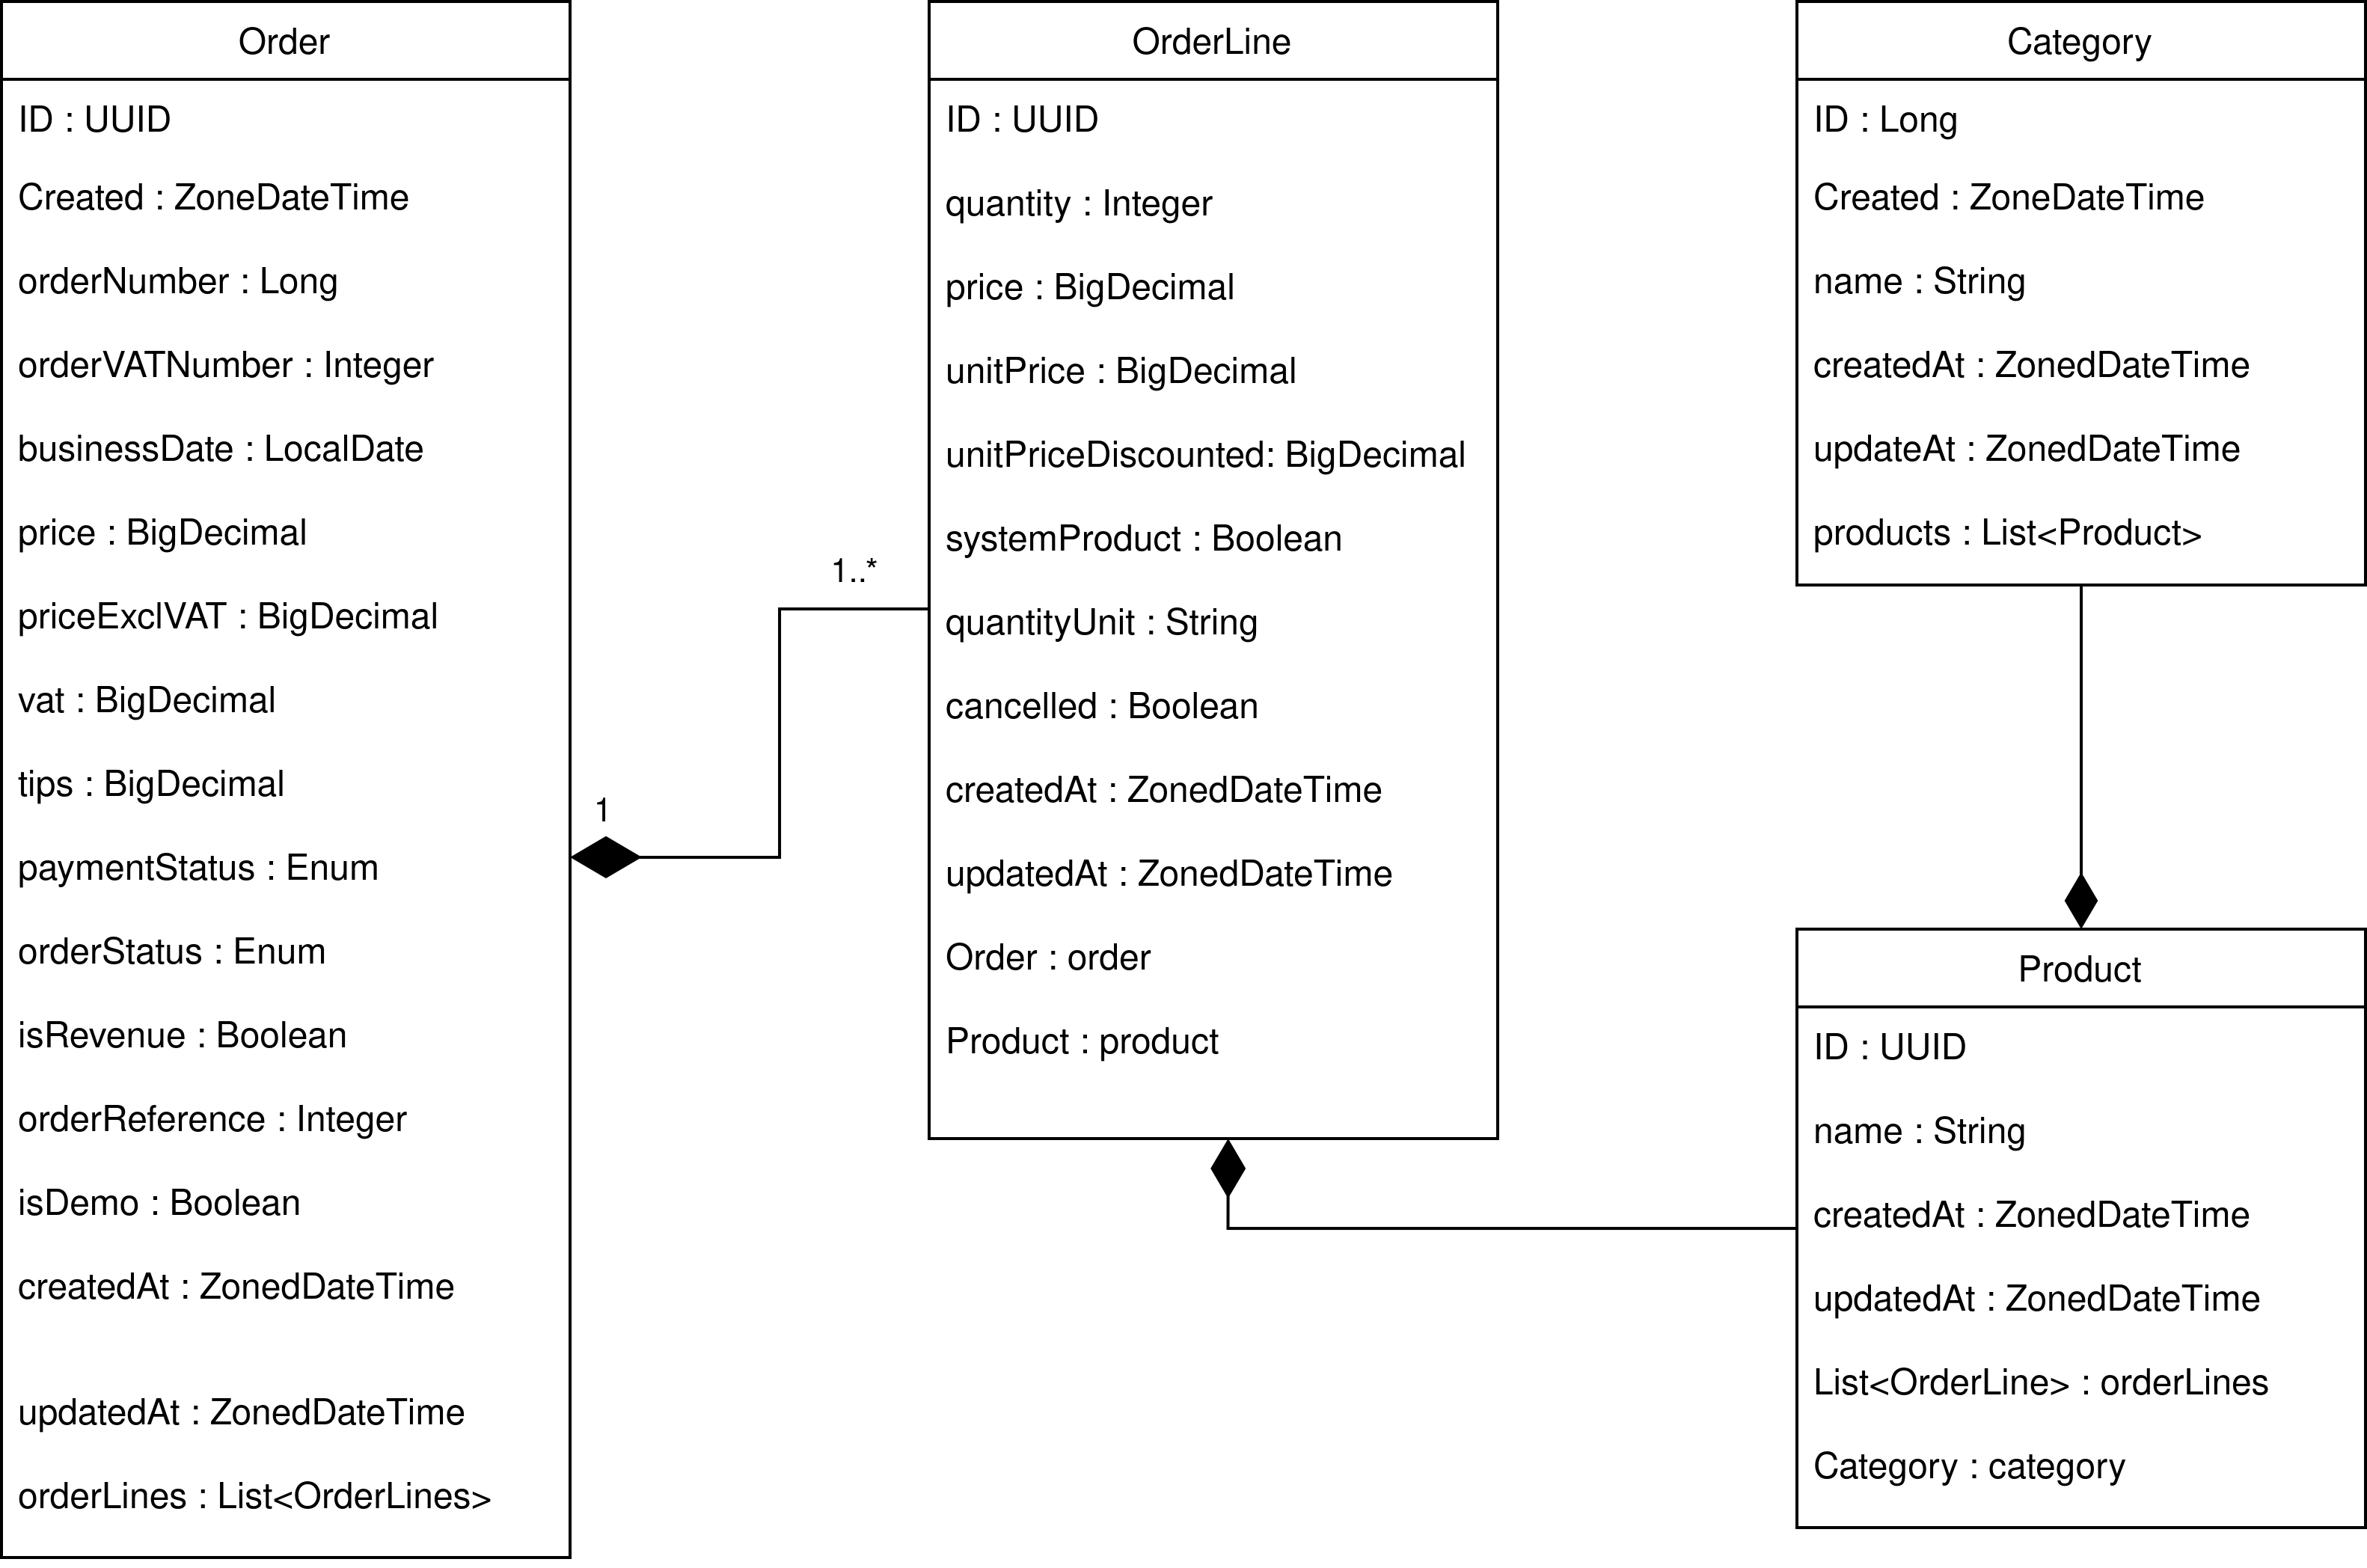 Order
ID : UUID
Created : ZoneDateTime
orderNumber : Long
orderVATNumber : Integer
businessDate : LocalDate
price : BigDecimal
priceExclVAT : BigDecimal
vat : BigDecimal
tips : BigDecimal
paymentStatus : Enum
orderStatus : Enum
isRevenue : Boolean
orderReference : Integer
isDemo : Boolean
createdAt : ZonedDateTime
updatedAt : ZonedDateTime
orderLines : List<OrderLines>
1
1..*
OrderLine
ID : UUID
quantity : Integer
price : BigDecimal
unitPrice : BigDecimal
unitPriceDiscounted: BigDecimal
systemProduct : Boolean
quantityUnit : String
cancelled : Boolean
createdAt : ZonedDateTime
updatedAt : ZonedDateTime
Order : order
Product : product
Category
ID : Long
Created : ZoneDateTime
name : String
createdAt : ZonedDateTime
updateAt : ZonedDateTime
products : List<Product>
Product
ID : UUID
name : String
createdAt : ZonedDateTime
updatedAt : ZonedDateTime
List<OrderLine> : orderLines
Category : category